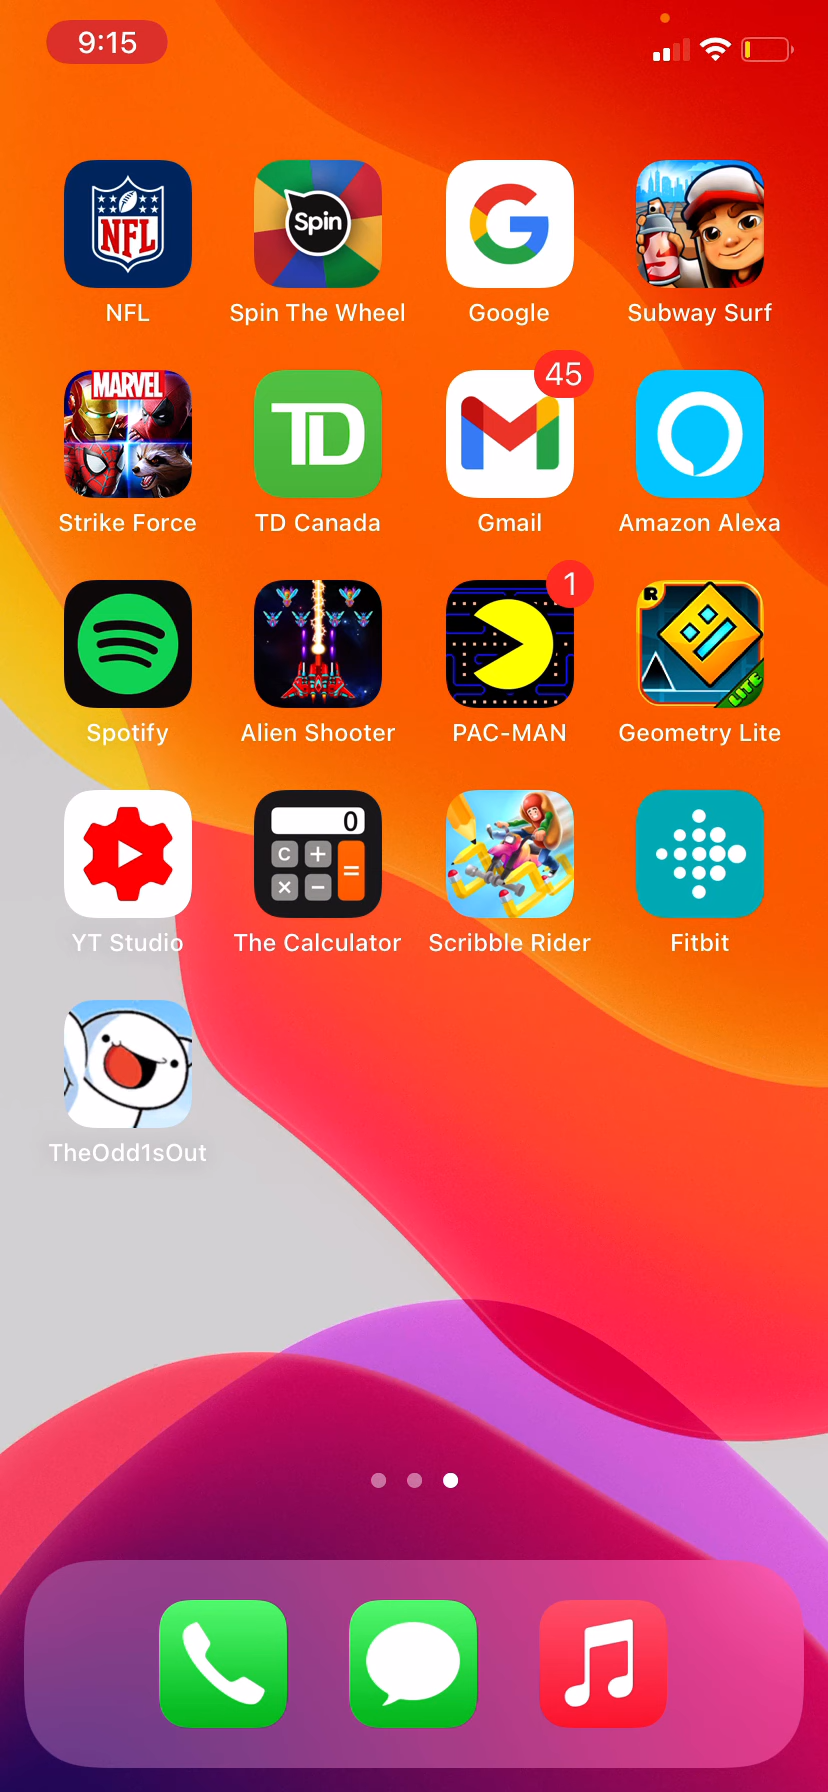 9:15
NFL
Spin
NFL
Spin The Wheel
Google
Subway Surf
MARVEL
TD
45
Strike Force
TD Canada
Gmail
Amazon Alexa
1
R
LITE
Spotify
Alien Shooter
PAC-MAN
Geometry Lite
0
C + =
× −
YT Studio
The Calculator
Scribble Rider
Fitbit
TheOdd1sOut